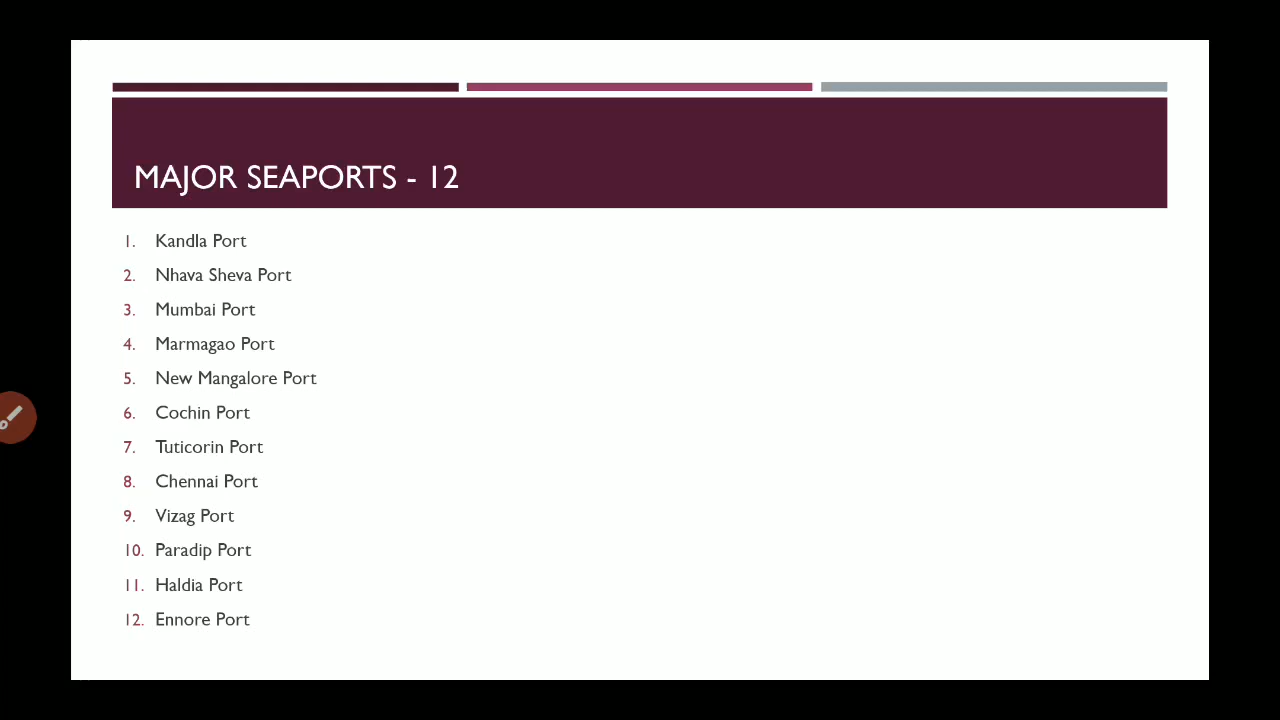 MAJOR SEAPORTS - 12
1. Kandla Port
2. Nhava Sheva Port
3. Mumbai Port
4. Marmagao Port
5. New Mangalore Port
6. Cochin Port
7. Tuticorin Port
8. Chennai Port
9. Vizag Port
10. Paradip Port
11. Haldia Port
12. Ennore Port